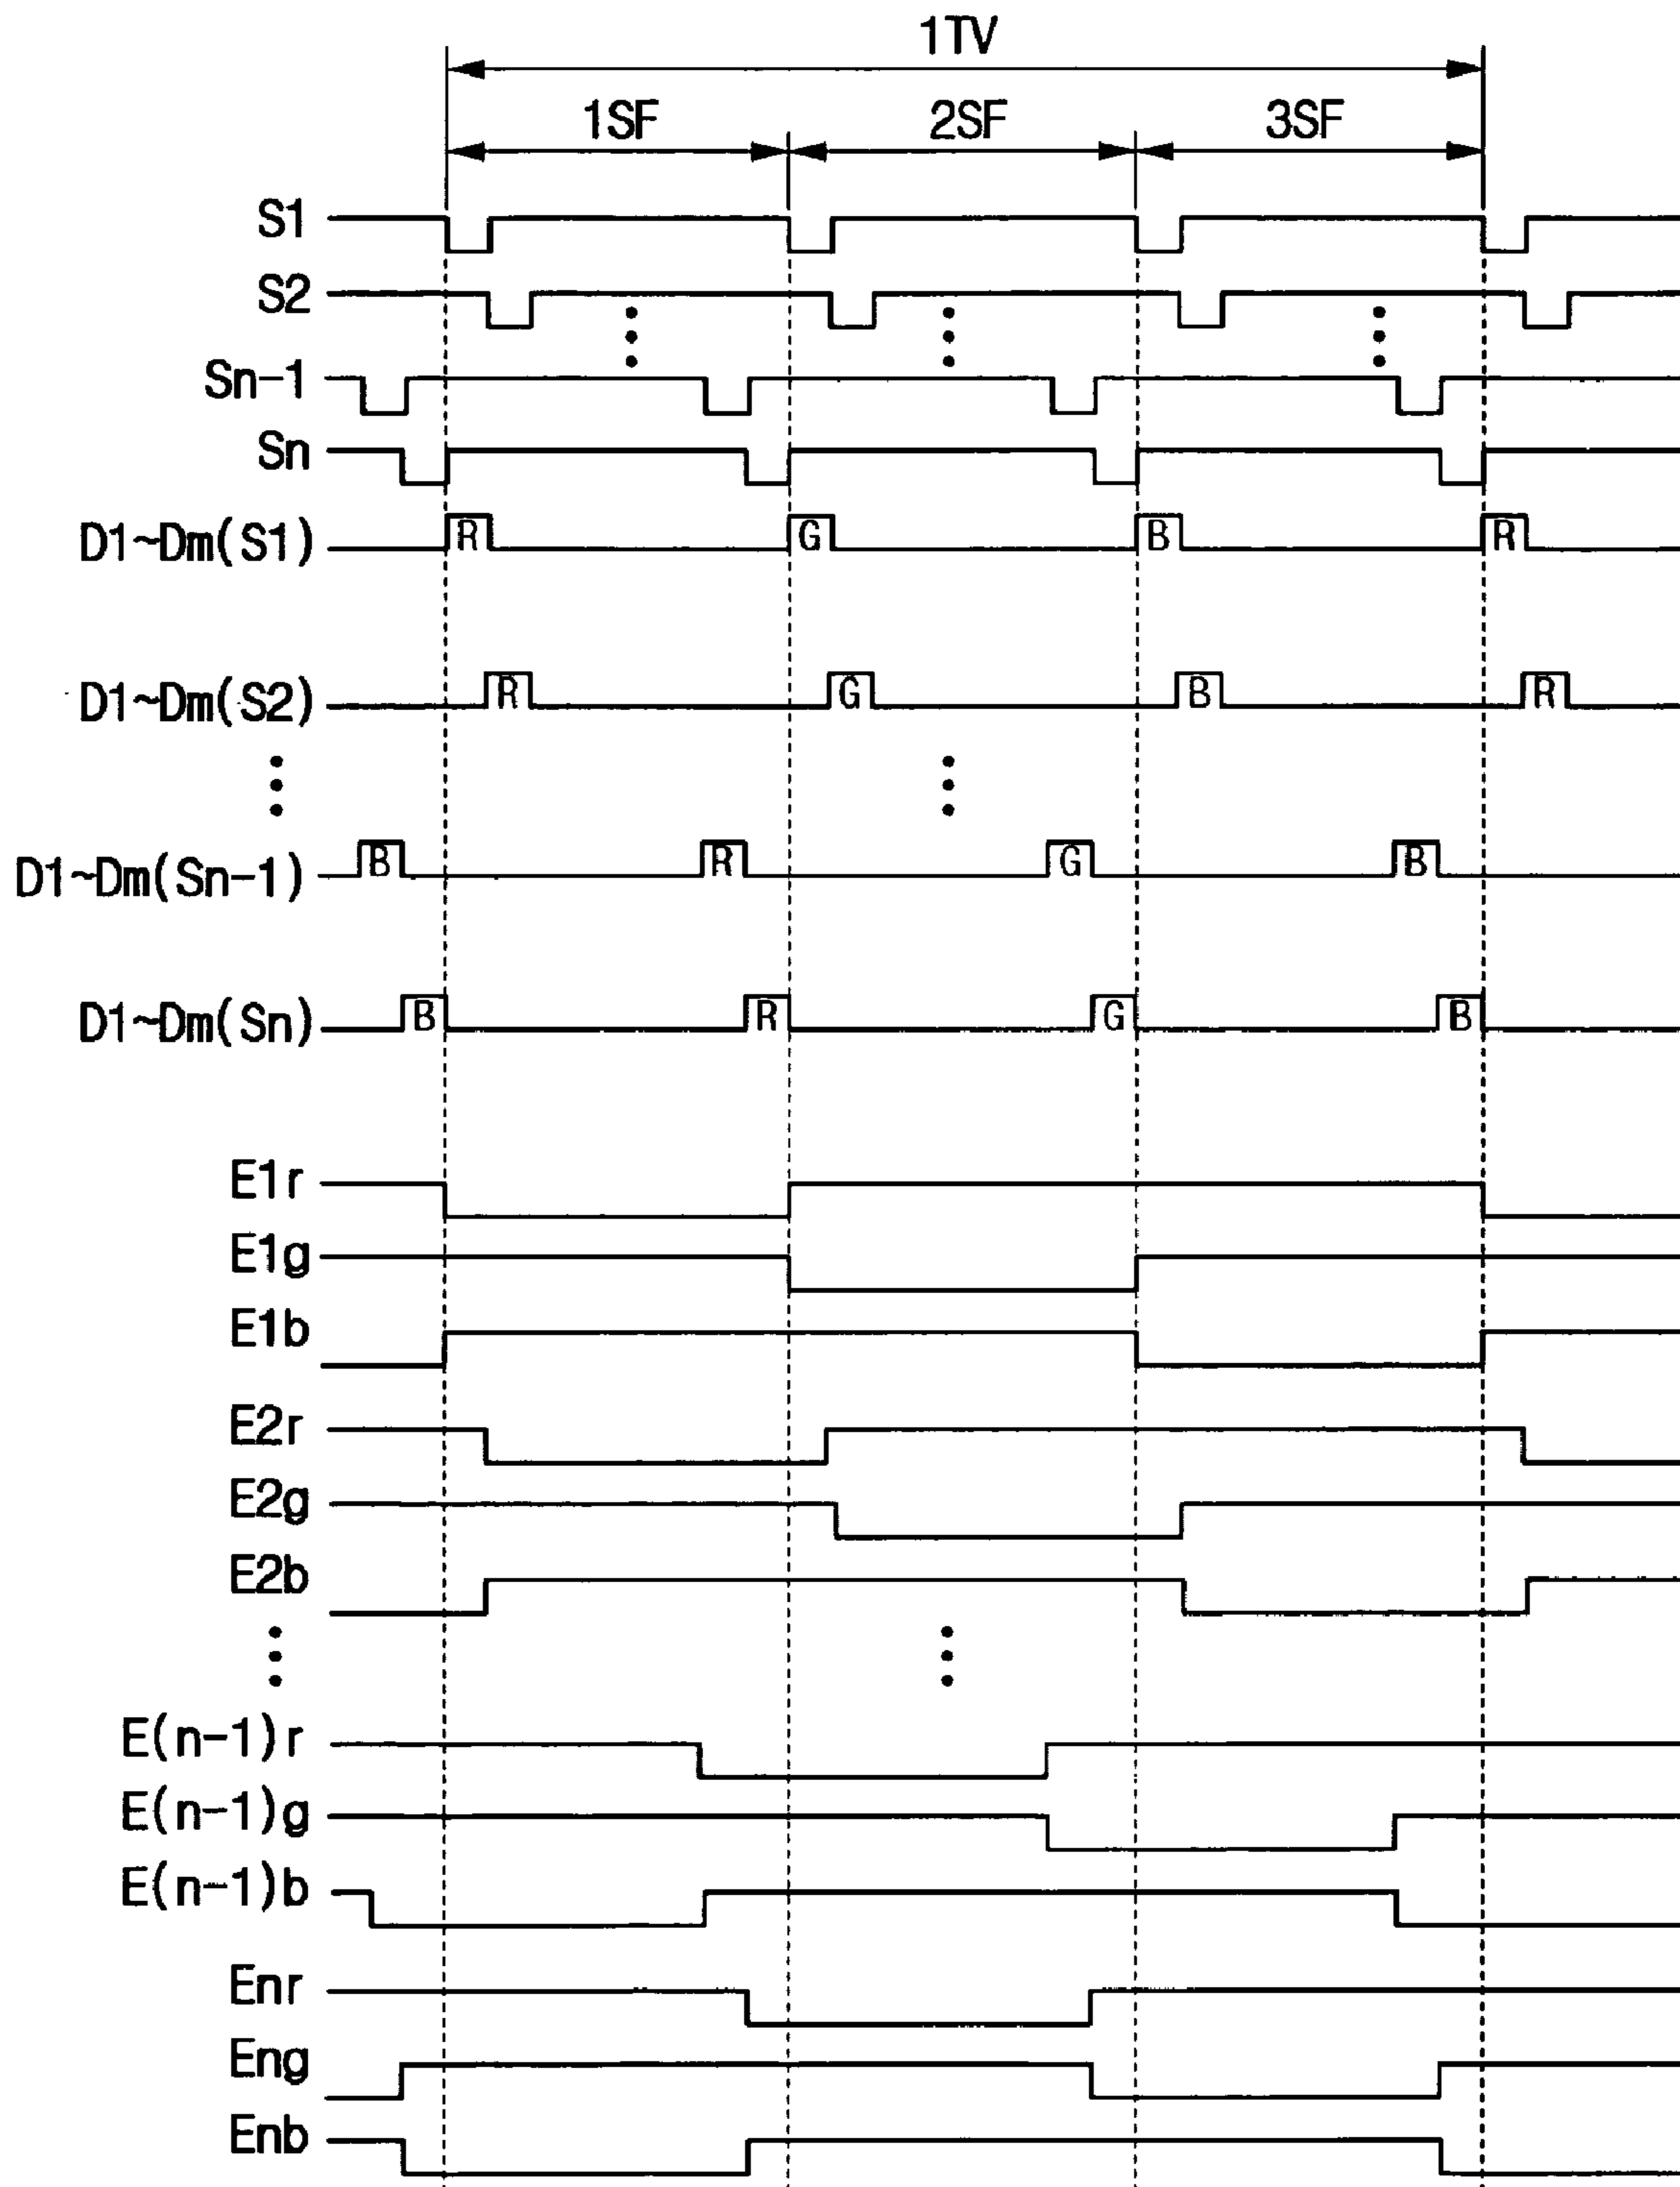 1TV
1SF 2SF 3SF
S1
S2
Sn-1
Sn
D1~Dm(S1) R G B R
D1~Dm(S2) R G B R
D1~Dm(Sn-1) B R G B
D1~Dm(Sn) B R G B
E1r
E1g
E1b
E2r
E2g
E2b
E(n-1)r
E(n-1)g
E(n-1)b
Enr
Eng
Enb